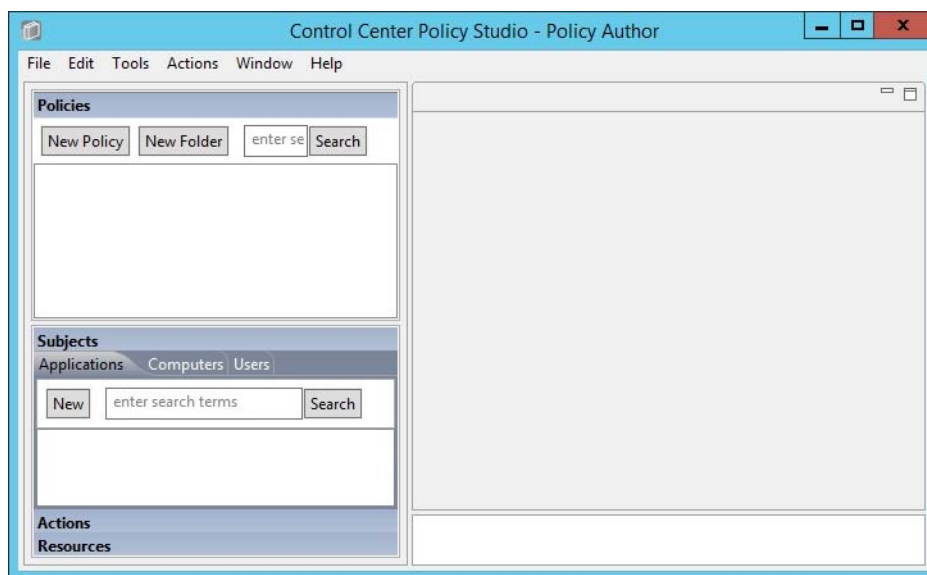 Control Center Policy Studio - Policy Author
File Edit Tools Actions Window Help
Policies
New Policy New Folder enter se Search
Subjects
Applications Computers Users
New enter search terms Search
Actions
Resources